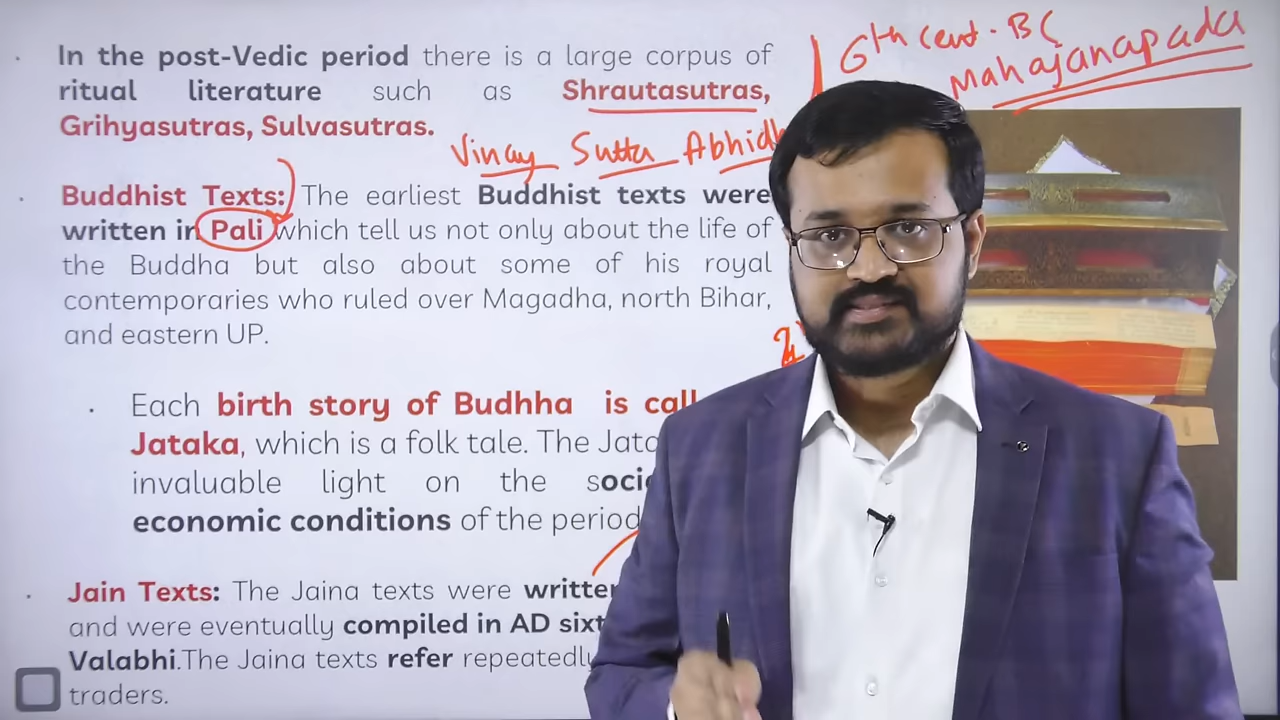 6th cent. BC
Mahajanapada
In the post-Vedic period there is a large corpus of
ritual literature such as Shrautasutras,
Grihyasutras, Sulvasutras.
Vinay Sutta Abhidh
Buddhist Texts: The earliest Buddhist texts were
written in Pali which tell us not only about the life of
the Buddha but also about some of his royal
contemporaries who ruled over Magadha, north Bihar,
and eastern UP.
Each birth story of Budhha is call
Jataka, which is a folk tale. The Jata
invaluable light on the socio
economic conditions of the period
Jain Texts: The Jaina texts were written
and were eventually compiled in AD sixt
Valabhi.The Jaina texts refer repeatedly
traders.